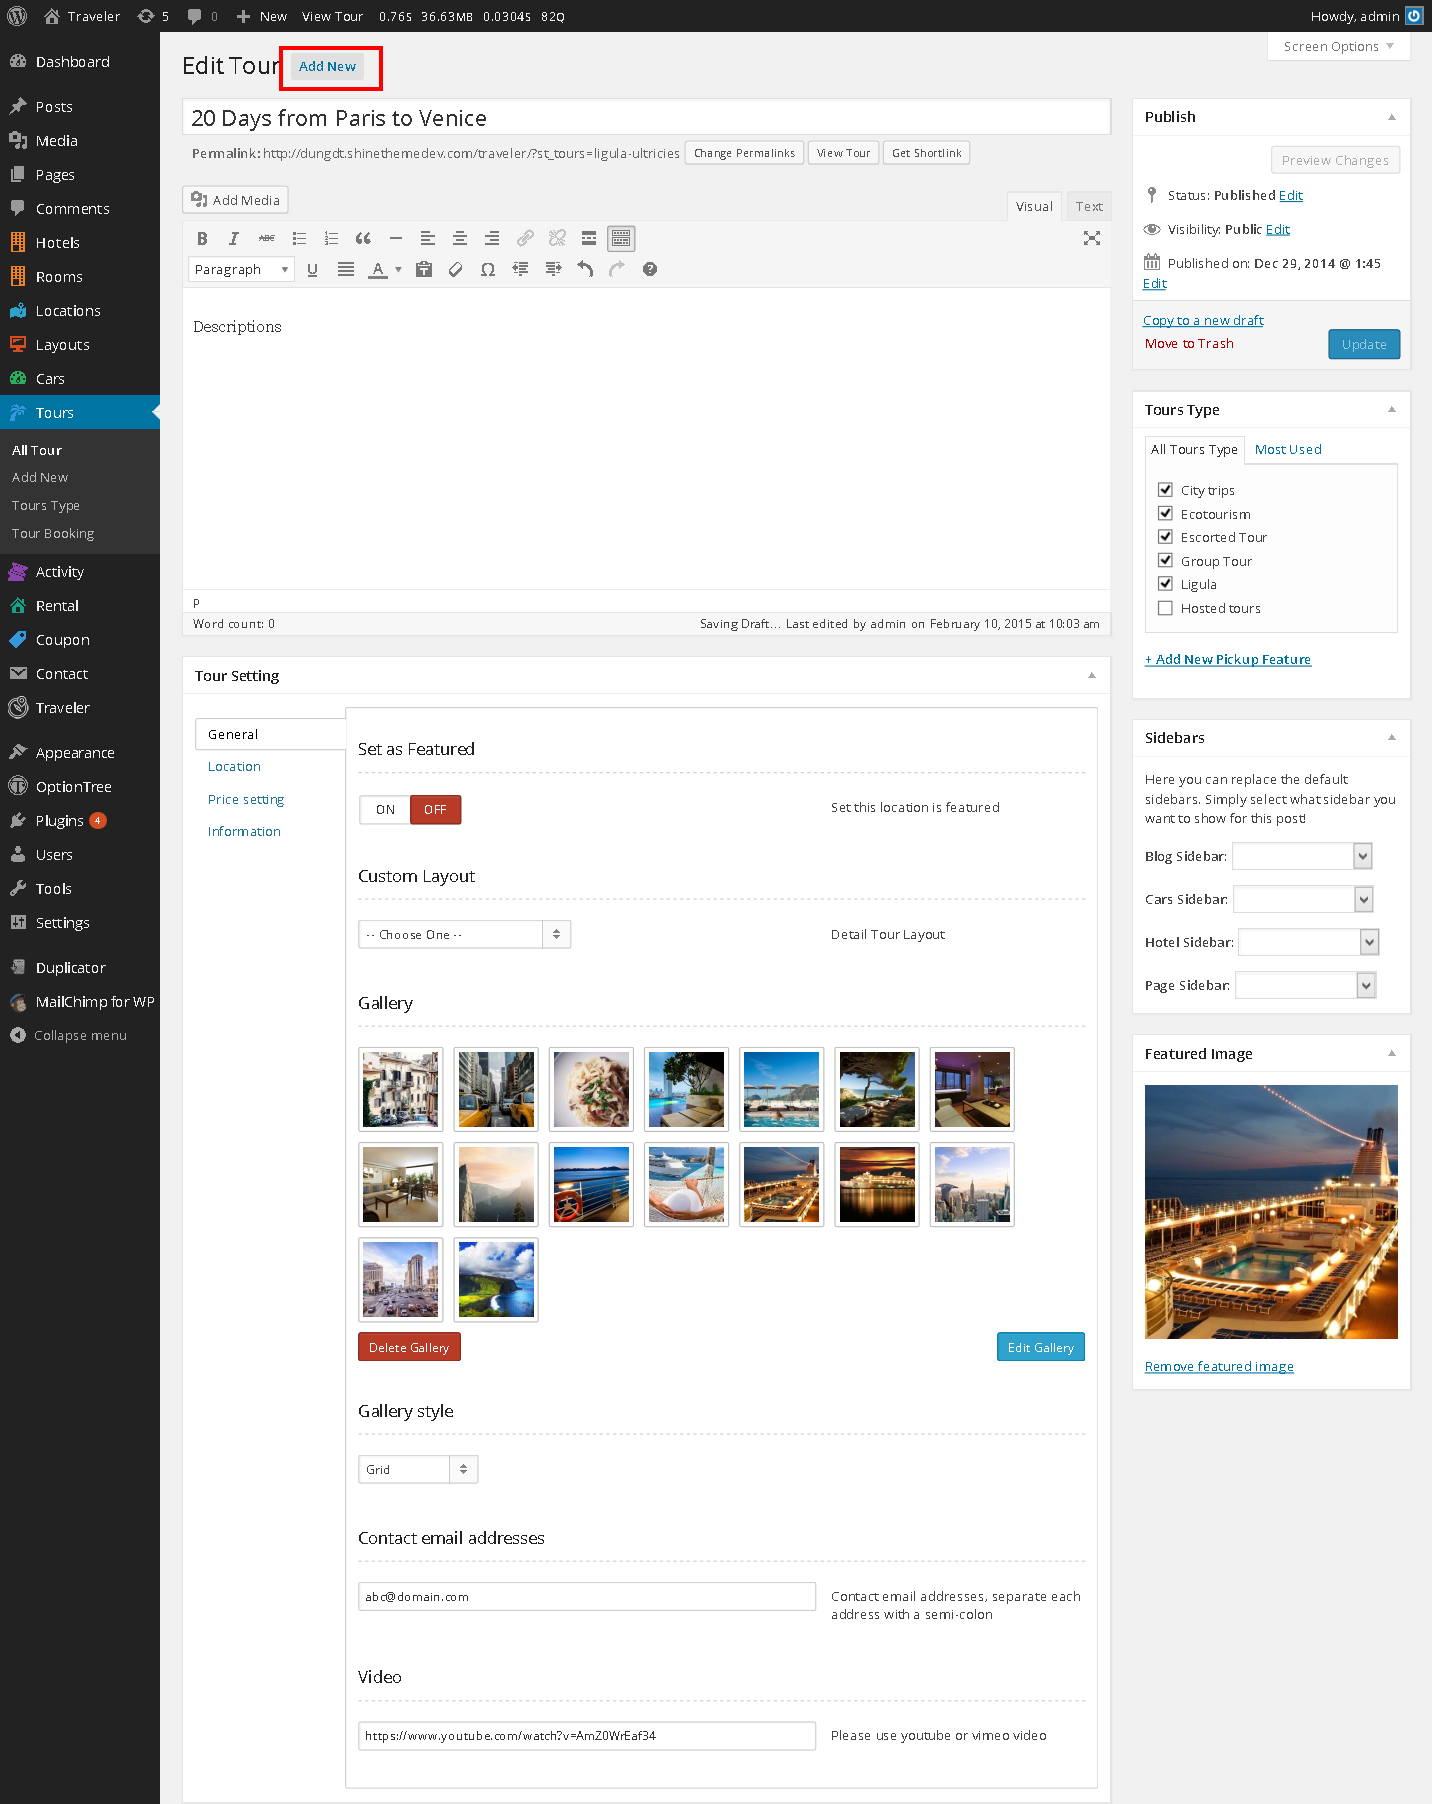 Traveler 5 0 New View Tour 0.76S 36.63MB 0.0304S 82Q Howdy, admin
Screen Options
Dashboard
Posts
Media
Pages
Comments
Hotels
Rooms
Locations
Layouts
Cars
Tours
All Tour
Add New
Tours Type
Tour Booking
Activity
Rental
Coupon
Contact
Traveler
Appearance
OptionTree
Plugins 4
Users
Tools
Settings
Duplicator
MailChimp for WP
Collapse menu
Edit Tour Add New
20 Days from Paris to Venice
Permalink: http://dungdt.shinethemedev.com/traveler/?st_tours=ligula-ultricies Change Permalinks View Tour Get Shortlink
Add Media
Visual Text
B I ABC
Paragraph U A Ω
Descriptions
P
Word count: 0 Saving Draft... Last edited by admin on February 10, 2015 at 10:03 am
Tour Setting
General
Location
Price setting
Information
Set as Featured
ON OFF Set this location is featured
Custom Layout
-- Choose One -- Detail Tour Layout
Gallery
Delete Gallery Edit Gallery
Gallery style
Grid
Contact email addresses
abc@domain.com
Contact email addresses, separate each
address with a semi-colon
Video
https://www.youtube.com/watch?v=AmZ0WrEaf34 Please use youtube or vimeo video
Publish
Preview Changes
Status: Published Edit
Visibility: Public Edit
Published on: Dec 29, 2014 @ 1:45
Edit
Copy to a new draft
Move to Trash Update
Tours Type
All Tours Type Most Used
City trips
Ecotourism
Escorted Tour
Group Tour
Ligula
Hosted tours
+ Add New Pickup Feature
Sidebars
Here you can replace the default
sidebars. Simply select what sidebar you
want to show for this post!
Blog Sidebar:
Cars Sidebar:
Hotel Sidebar:
Page Sidebar:
Featured Image
Remove featured image